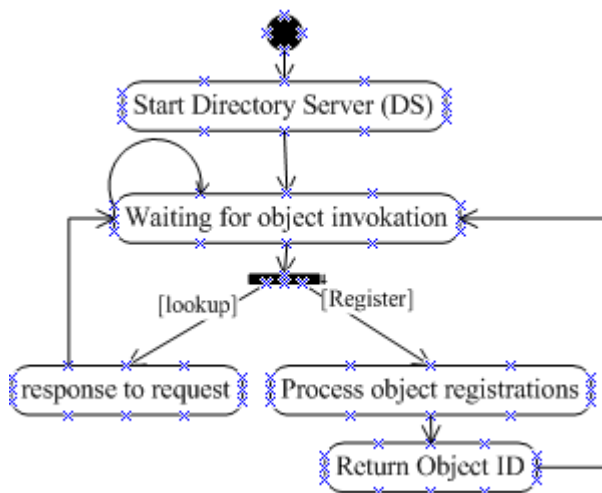 Start Directory Server (DS)
Waiting for object invokation
[lookup]
[Register]
response to request
Process object registrations
Return Object ID